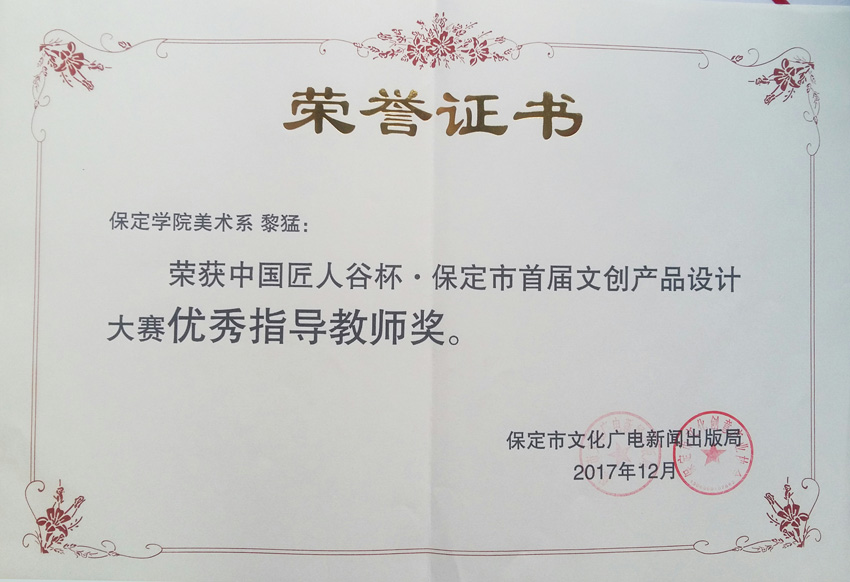 荣誉证书
保定学院美术系 黎猛：
荣获中国匠人谷杯·保定市首届文创产品设计
大赛优秀指导教师奖。
保定市文化广电新闻出版局
2017年12月